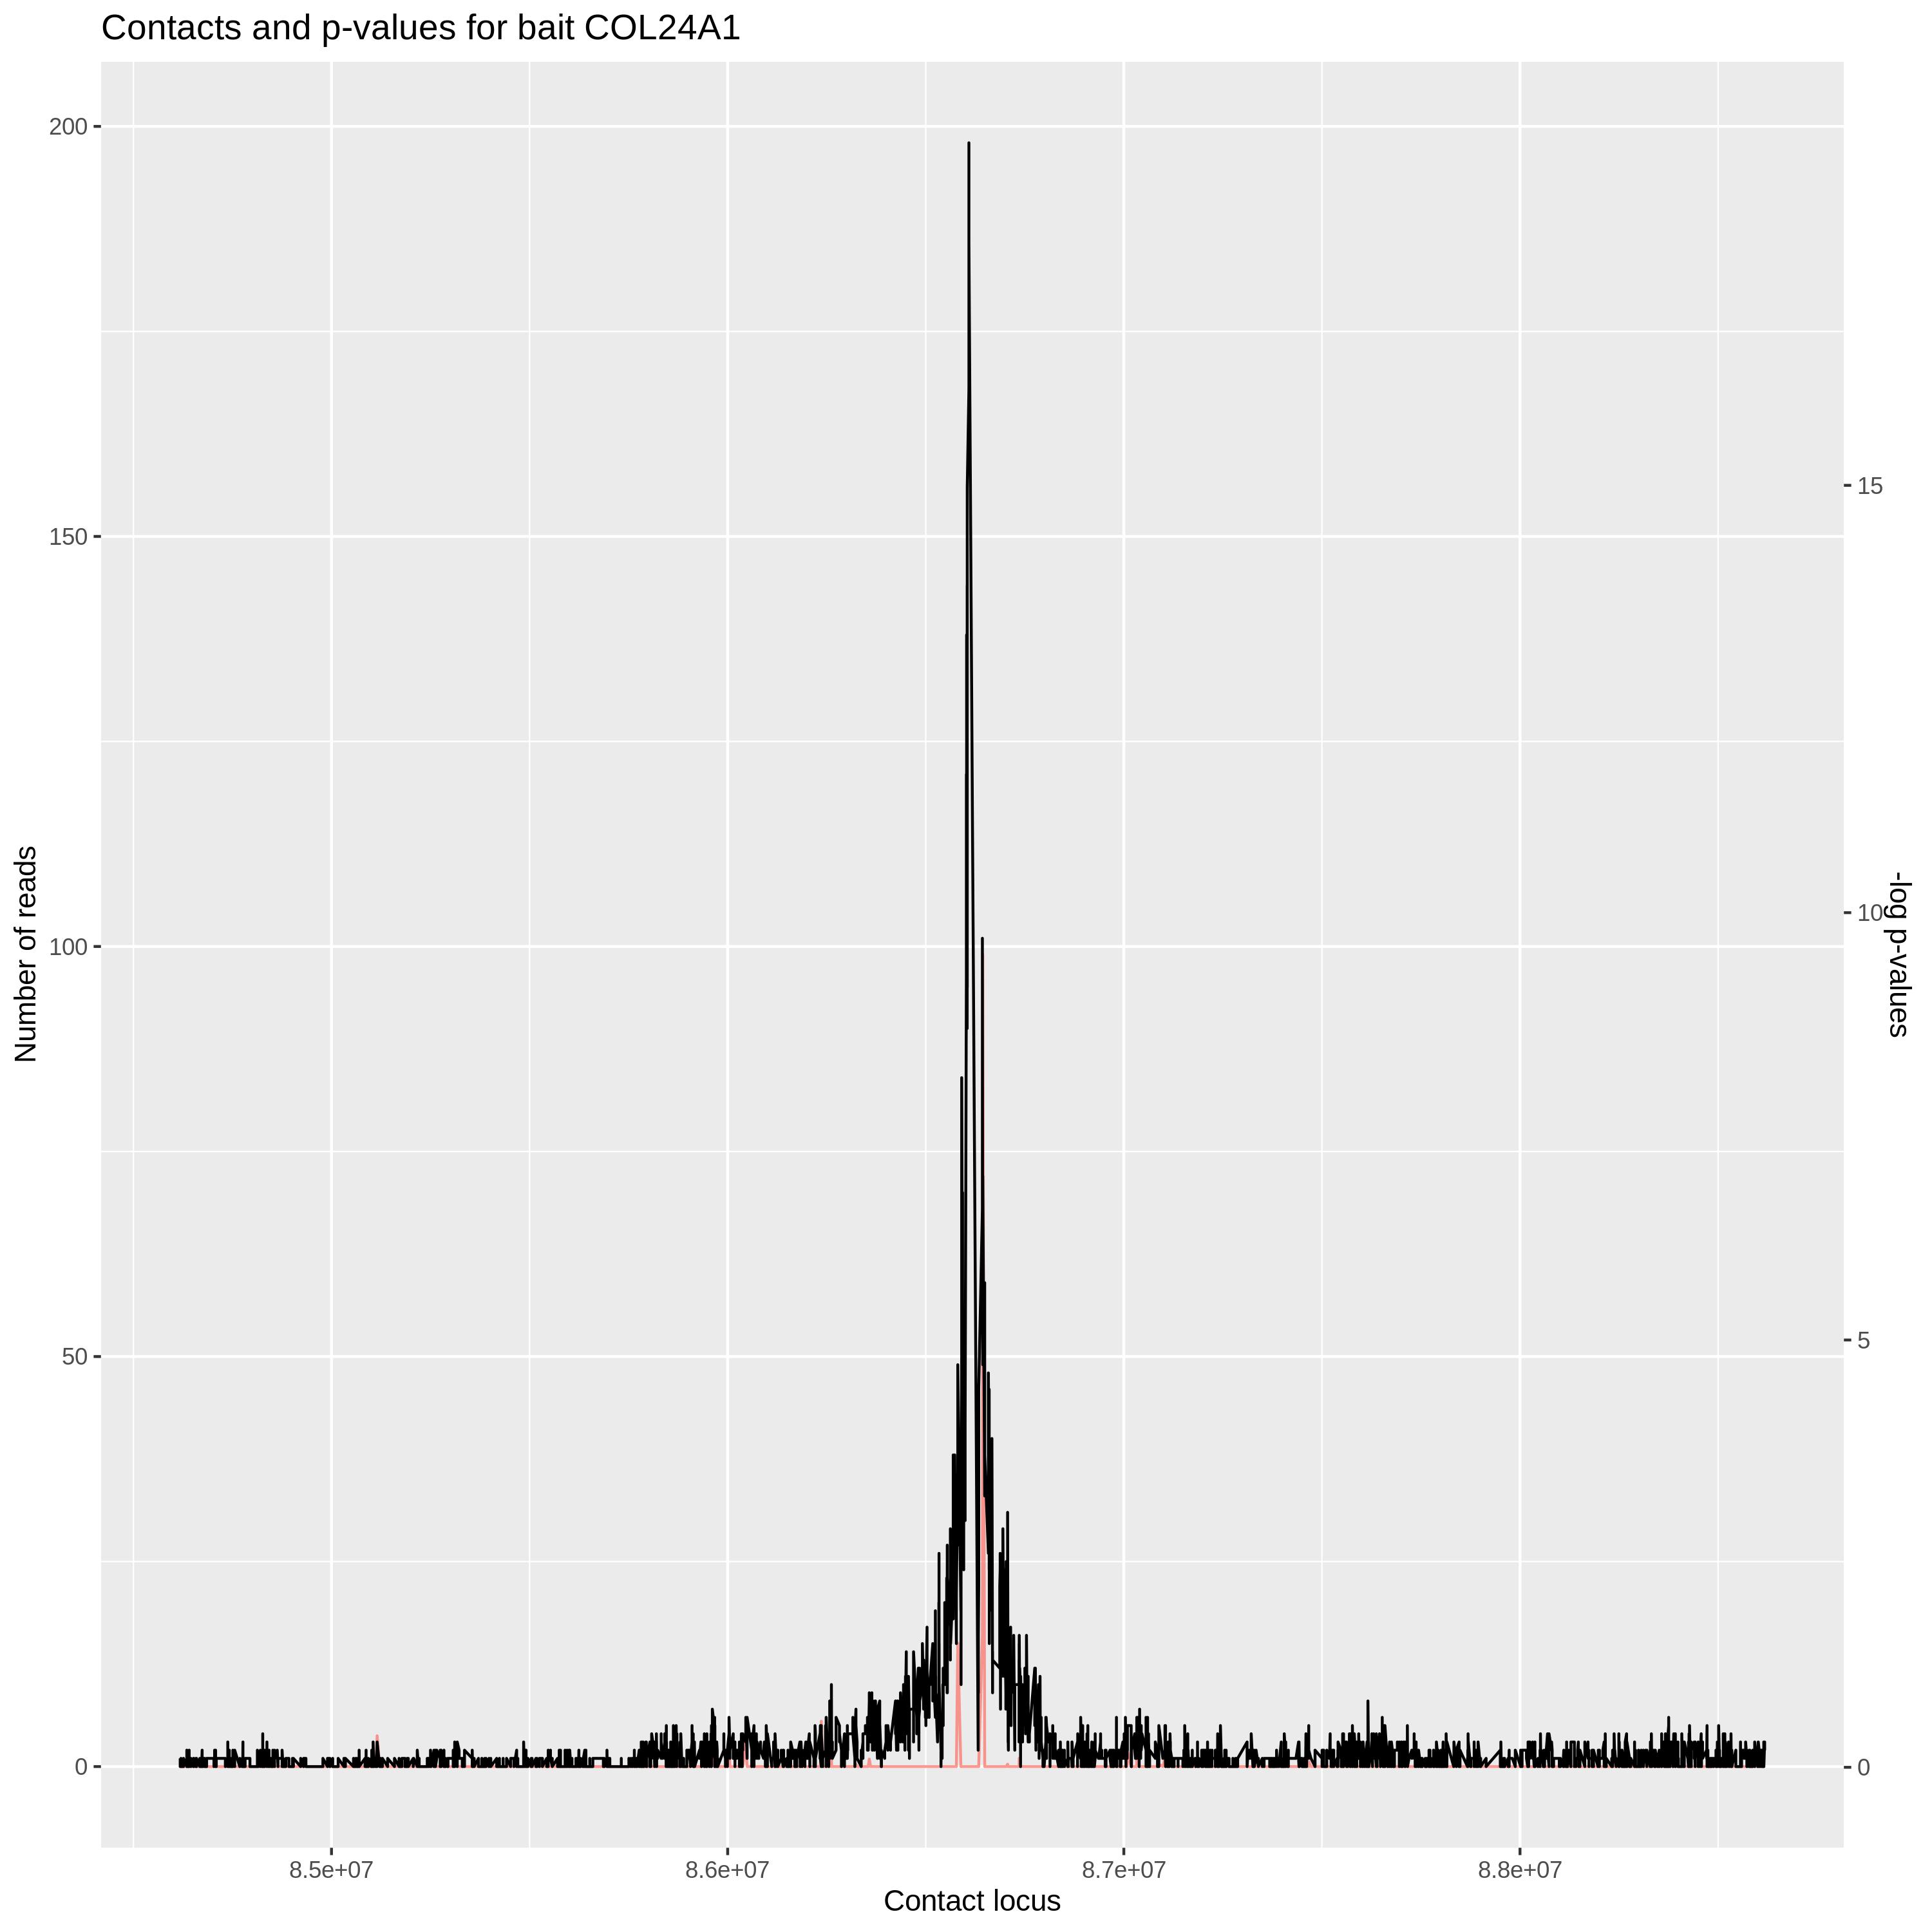 Contacts and p-values for bait COL24A1
200
150
100
50
0
Number of reads
15
10
5
0
-log p-values
8.5e+07
8.6e+07
8.7e+07
8.8e+07
Contact locus